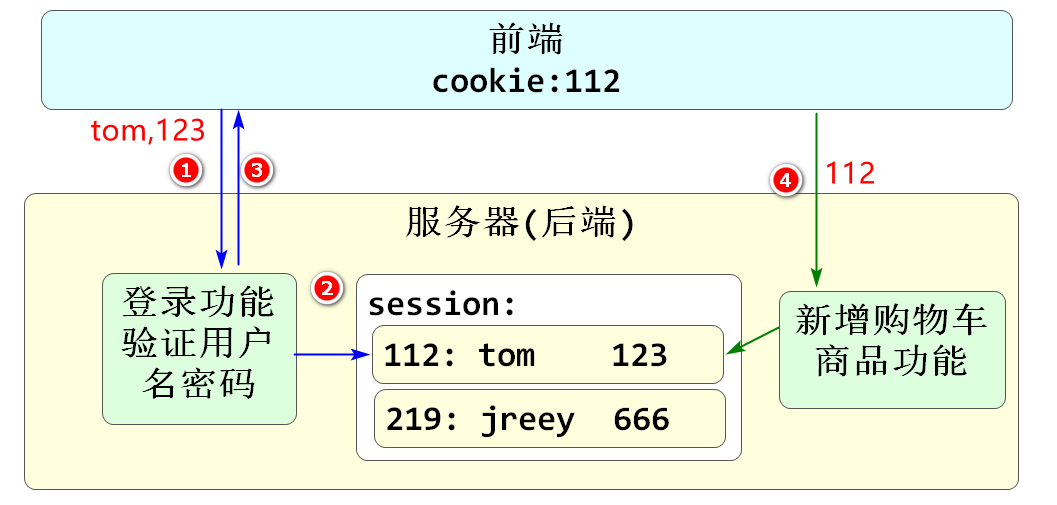 前端
cookie:112
tom,123
1
3
4
112
服务器(后端)
登录功能
验证用户
名密码
2
session:
112: tom 123
219: jreey 666
新增购物车
商品功能